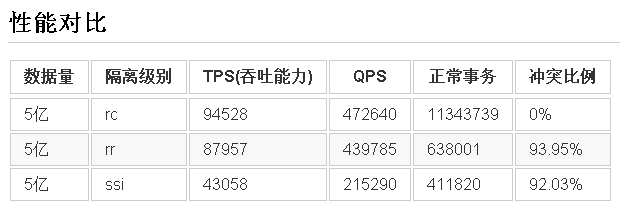 性能对比
数据量 隔离级别 TPS(吞吐能力) QPS 正常事务 冲突比例
5亿 rc 94528 472640 11343739 0%
5亿 rr 87957 439785 638001 93.95%
5亿 ssi 43058 215290 411820 92.03%